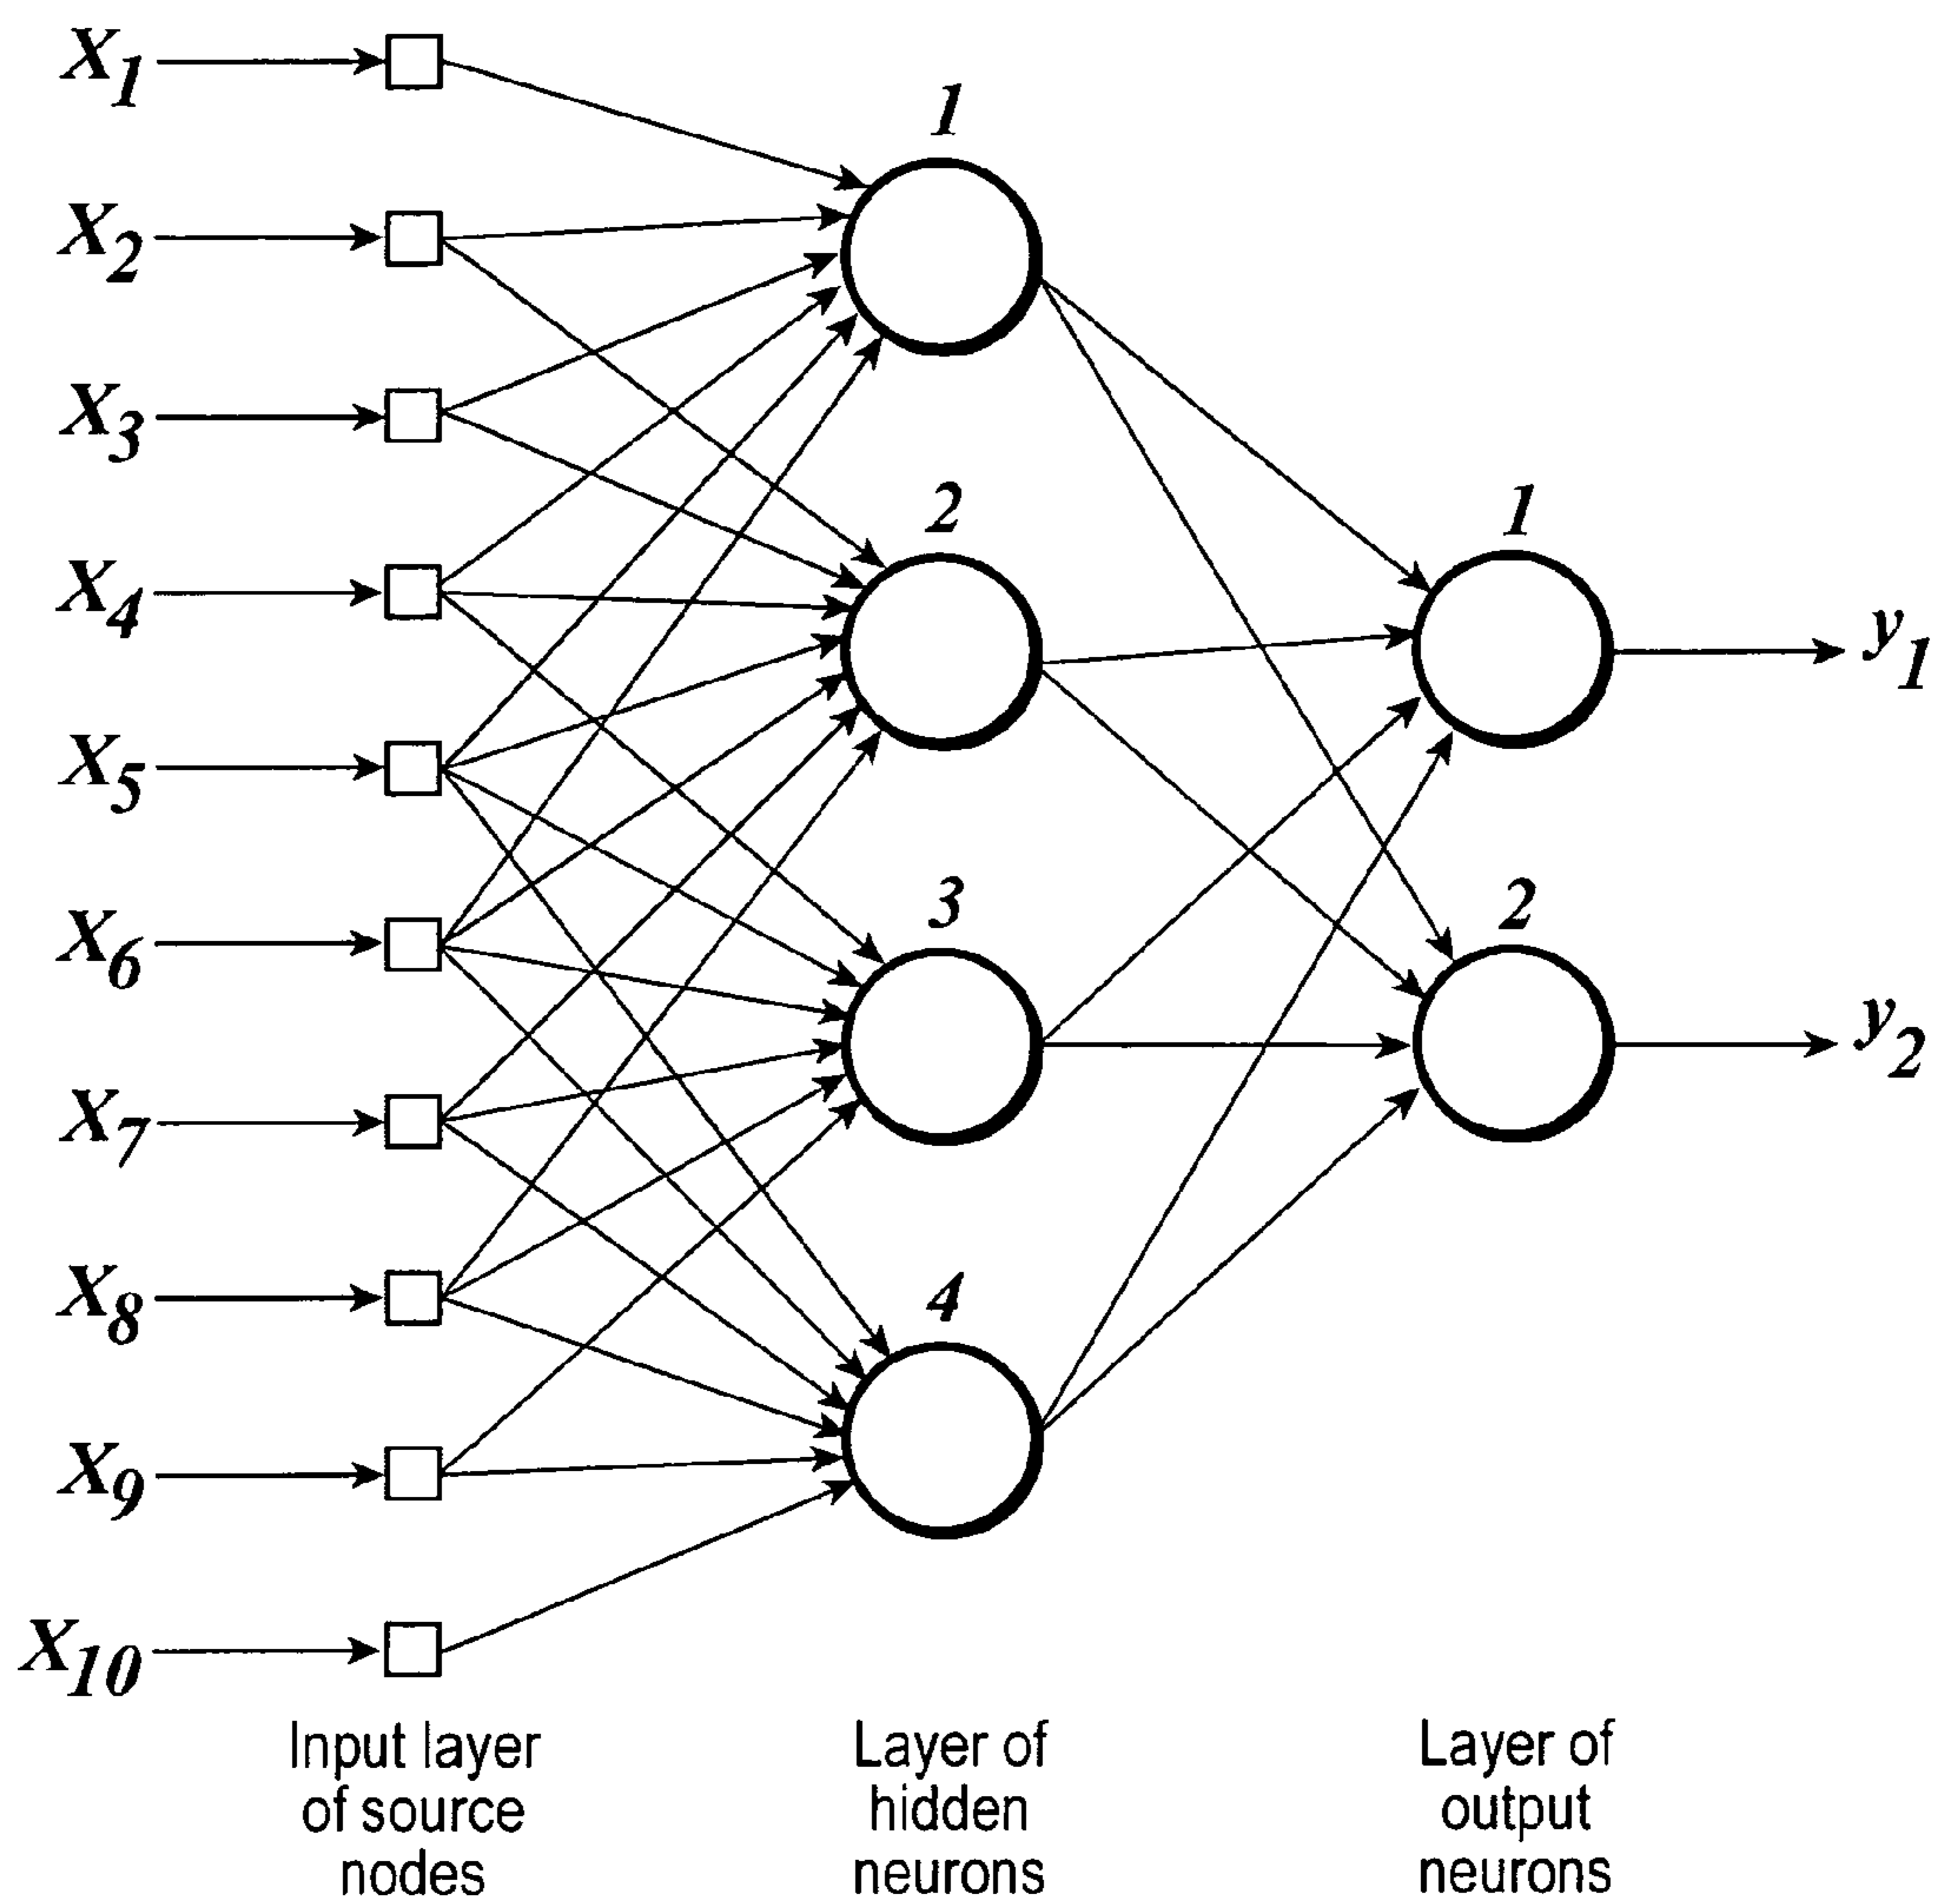 X1
X2
X3
X4
X5
X6
X7
X8
X9
X10
1
2
3
4
1
2
y1
y2
Input layer
of source
nodes
Layer of
hidden
neurons
Layer of
output
neurons